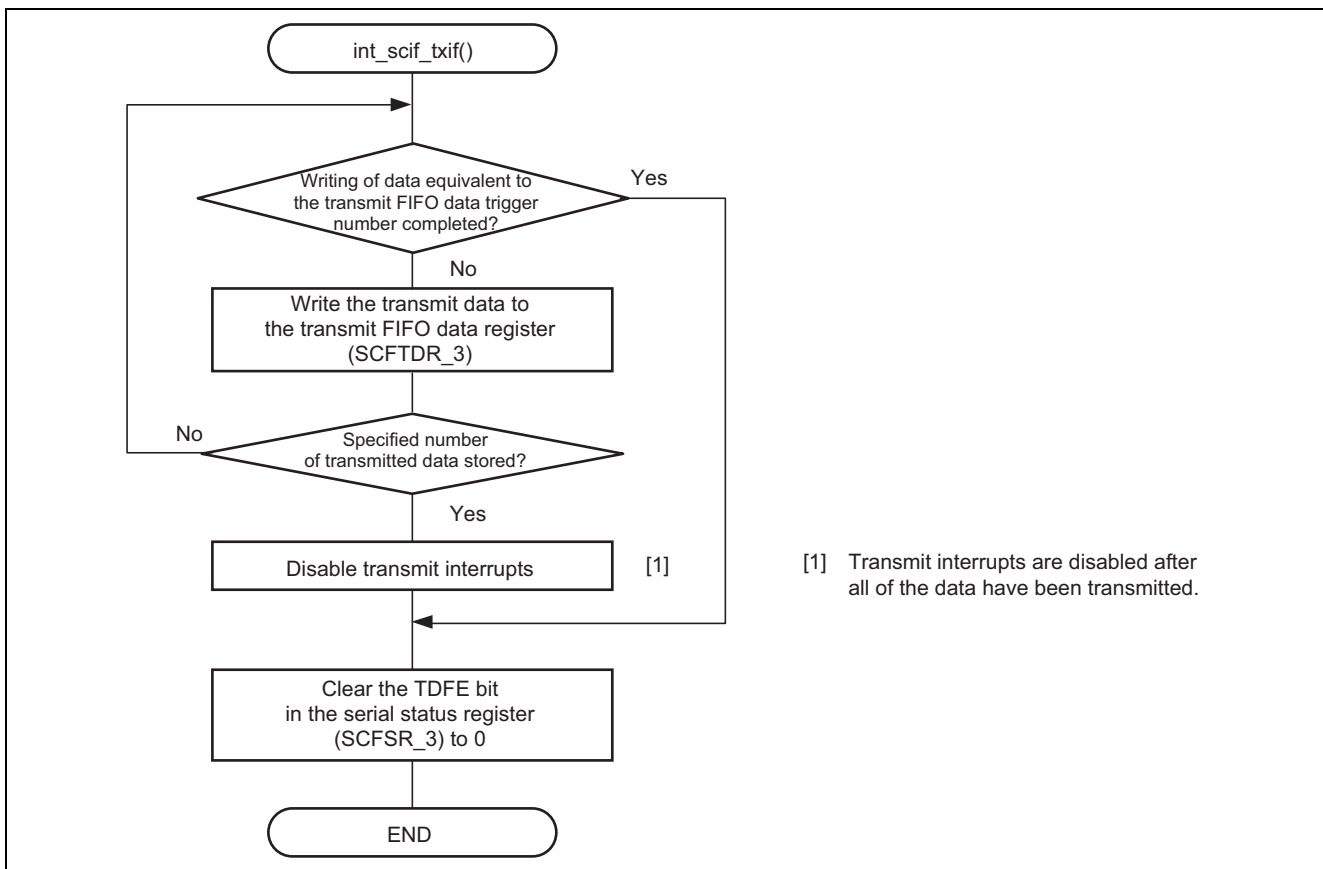 int_scif_txif()
Writing of data equivalent to
the transmit FIFO data trigger
number completed?
Yes
No
Write the transmit data to
the transmit FIFO data register
(SCFTDR_3)
No
Specified number
of transmitted data stored?
Yes
Disable transmit interrupts
[1]
[1] Transmit interrupts are disabled after
all of the data have been transmitted.
Clear the TDFE bit
in the serial status register
(SCFSR_3) to 0
END